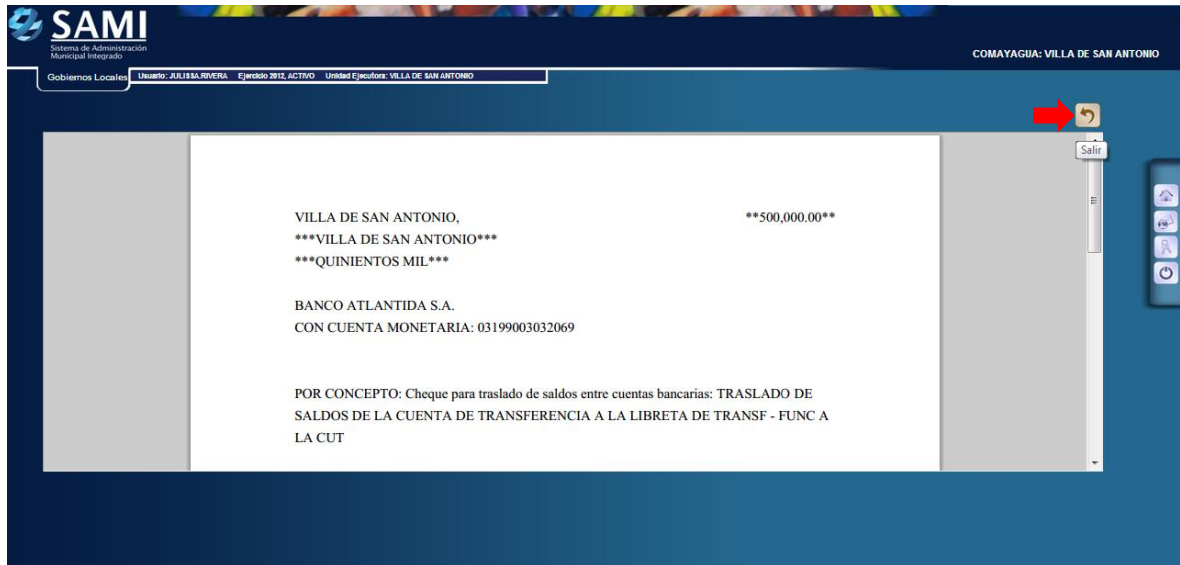 SAMI
Sistema de Administración
Municipal Integrado
COMAYAGUA: VILLA DE SAN ANTONIO
Gobiernos Locales
Usuario: JULISSA.RIVERA Ejercicio 2012, ACTIVO Unidad Ejecutora: VILLA DE SAN ANTONIO
Salir
VILLA DE SAN ANTONIO, **500,000.00**
***VILLA DE SAN ANTONIO***
***QUINIENTOS MIL***
BANCO ATLANTIDA S.A.
CON CUENTA MONETARIA: 03199003032069
POR CONCEPTO: Cheque para traslado de saldos entre cuentas bancarias: TRASLADO DE
SALDOS DE LA CUENTA DE TRANSFERENCIA A LA LIBRETA DE TRANSF - FUNC A
LA CUT